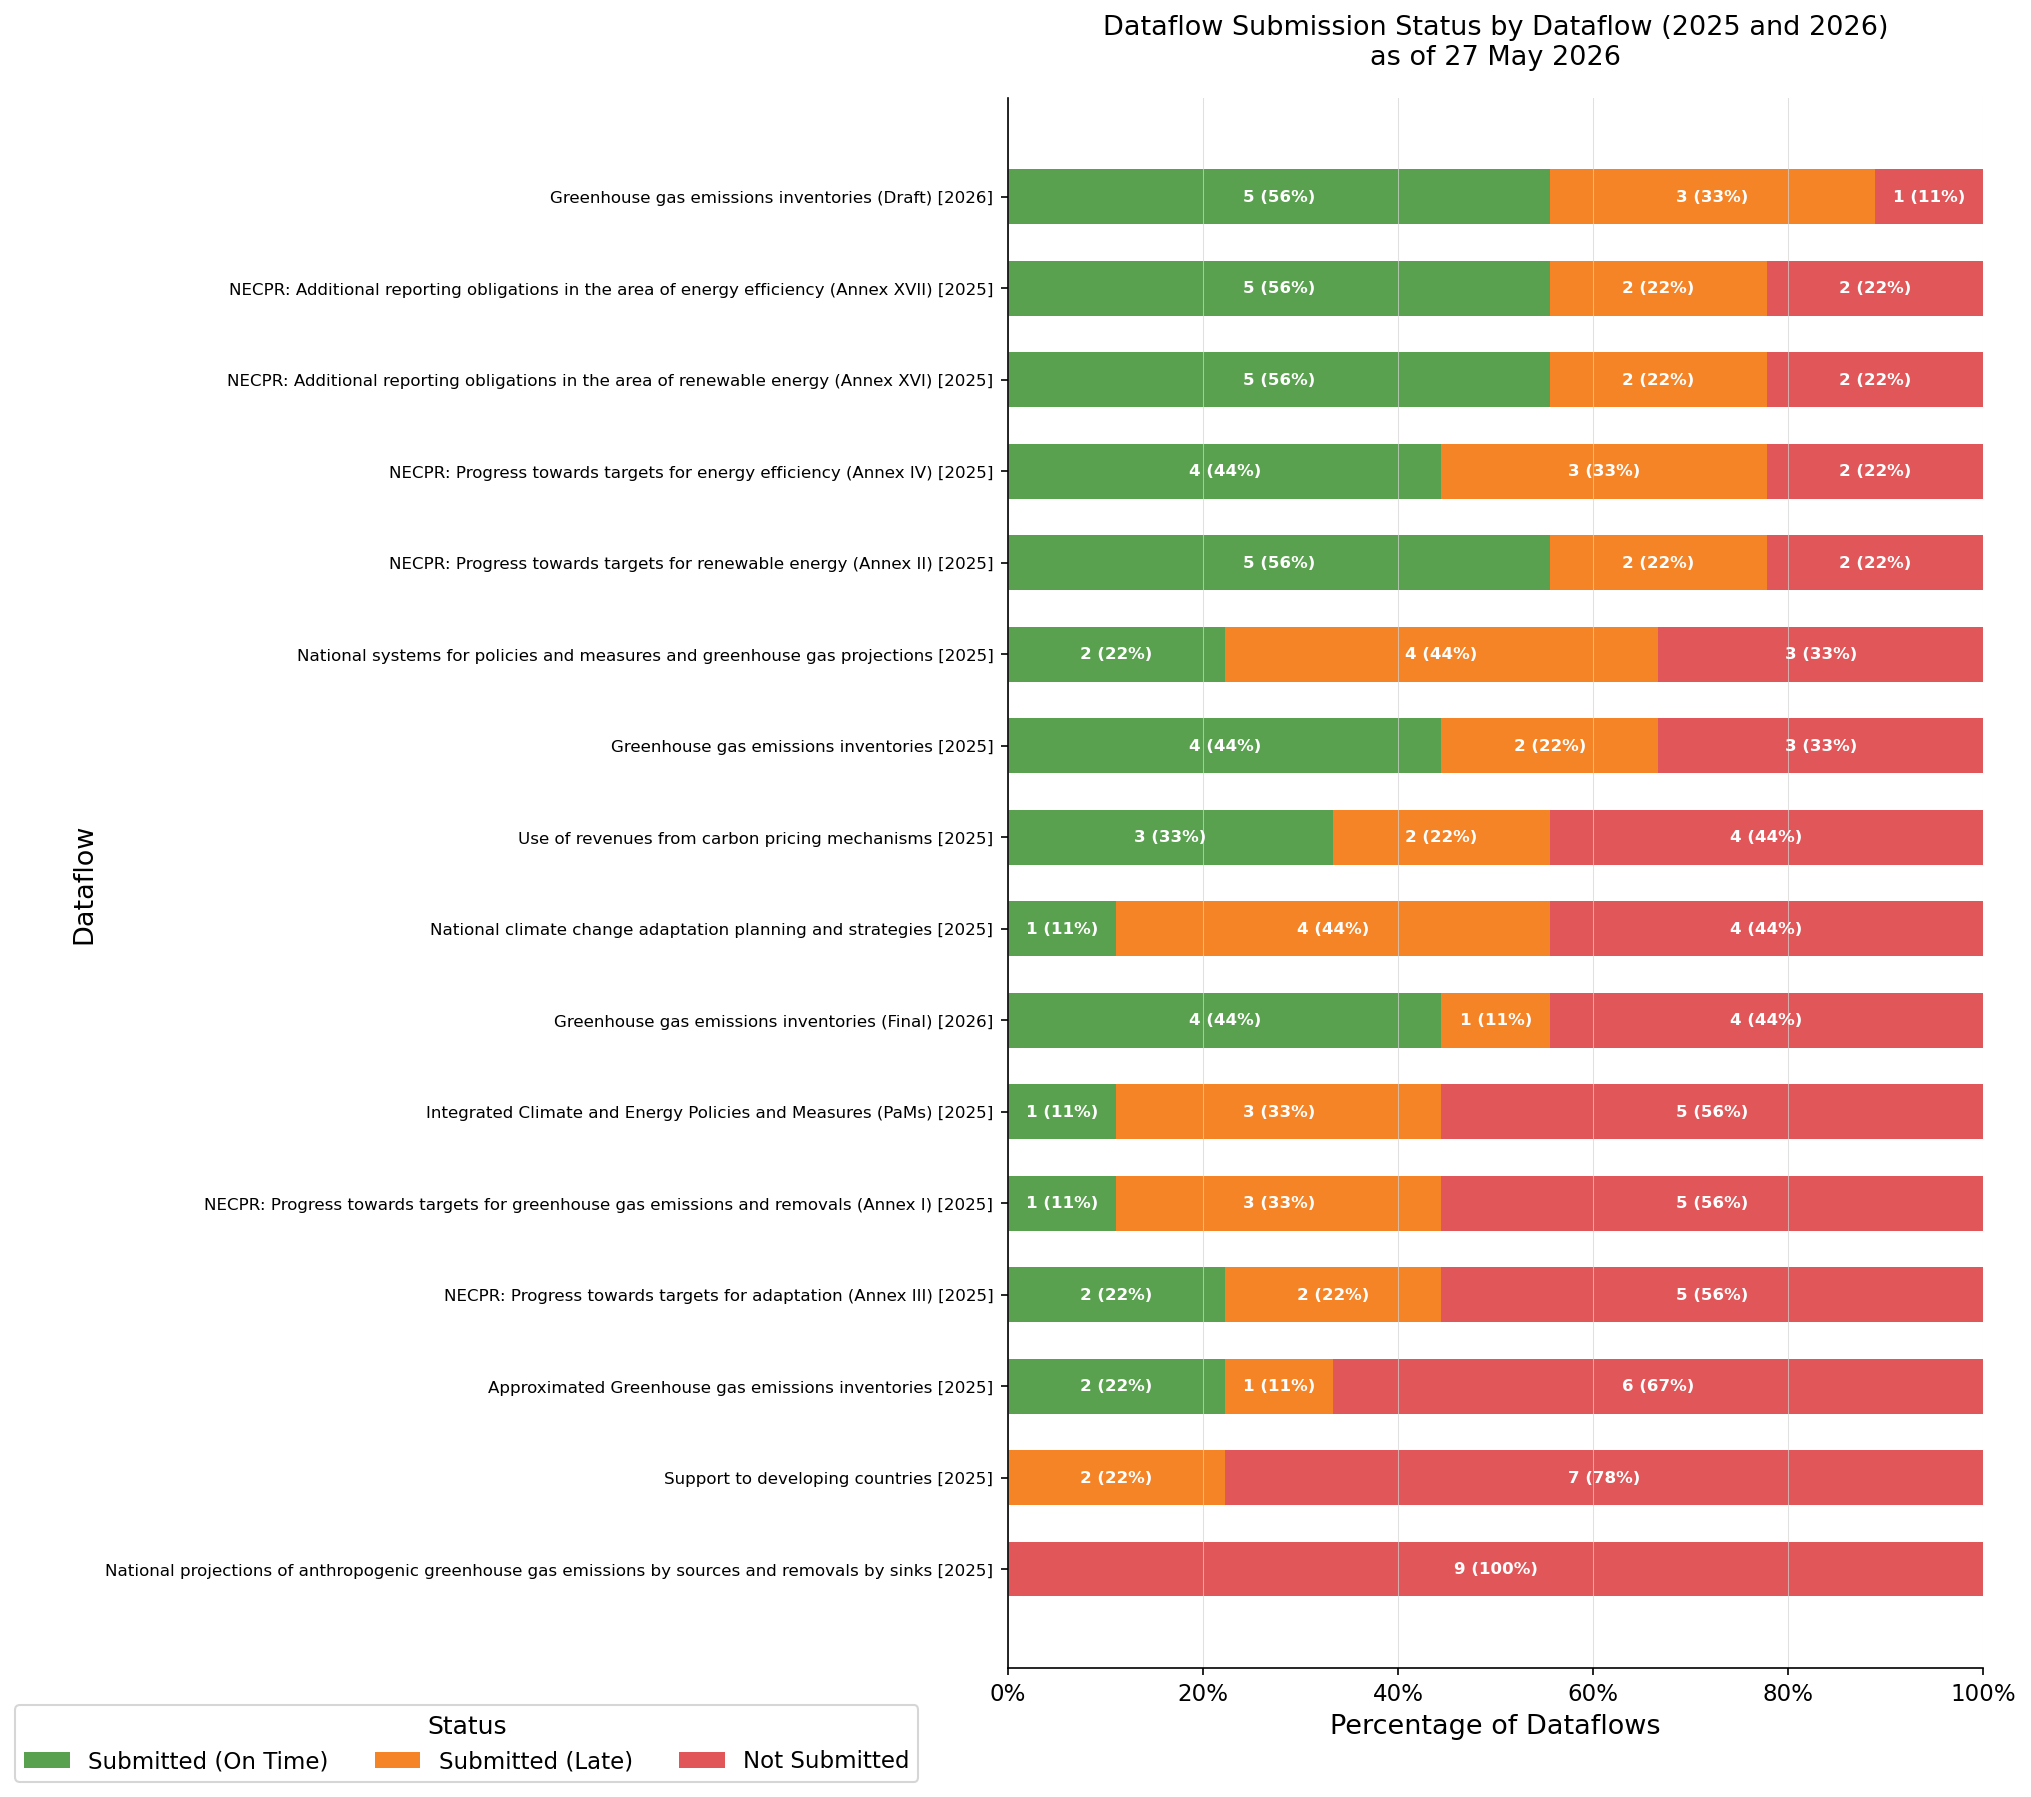 Dataflow Submission Status by Dataflow (2025 and 2026)
as of 27 May 2026
Dataflow
Greenhouse gas emissions inventories (Draft) [2026] 5 (56%) 3 (33%) 1 (11%)
NECPR: Additional reporting obligations in the area of energy efficiency (Annex XVII) [2025] 5 (56%) 2 (22%) 2 (22%)
NECPR: Additional reporting obligations in the area of renewable energy (Annex XVI) [2025] 5 (56%) 2 (22%) 2 (22%)
NECPR: Progress towards targets for energy efficiency (Annex IV) [2025] 4 (44%) 3 (33%) 2 (22%)
NECPR: Progress towards targets for renewable energy (Annex II) [2025] 5 (56%) 2 (22%) 2 (22%)
National systems for policies and measures and greenhouse gas projections [2025] 2 (22%) 4 (44%) 3 (33%)
Greenhouse gas emissions inventories [2025] 4 (44%) 2 (22%) 3 (33%)
Use of revenues from carbon pricing mechanisms [2025] 3 (33%) 2 (22%) 4 (44%)
National climate change adaptation planning and strategies [2025] 1 (11%) 4 (44%) 4 (44%)
Greenhouse gas emissions inventories (Final) [2026] 4 (44%) 1 (11%) 4 (44%)
Integrated Climate and Energy Policies and Measures (PaMs) [2025] 1 (11%) 3 (33%) 5 (56%)
NECPR: Progress towards targets for greenhouse gas emissions and removals (Annex I) [2025] 1 (11%) 3 (33%) 5 (56%)
NECPR: Progress towards targets for adaptation (Annex III) [2025] 2 (22%) 2 (22%) 5 (56%)
Approximated Greenhouse gas emissions inventories [2025] 2 (22%) 1 (11%) 6 (67%)
Support to developing countries [2025] 2 (22%) 7 (78%)
National projections of anthropogenic greenhouse gas emissions by sources and removals by sinks [2025] 9 (100%)
0% 20% 40% 60% 80% 100%
Percentage of Dataflows
Status
Submitted (On Time) Submitted (Late) Not Submitted